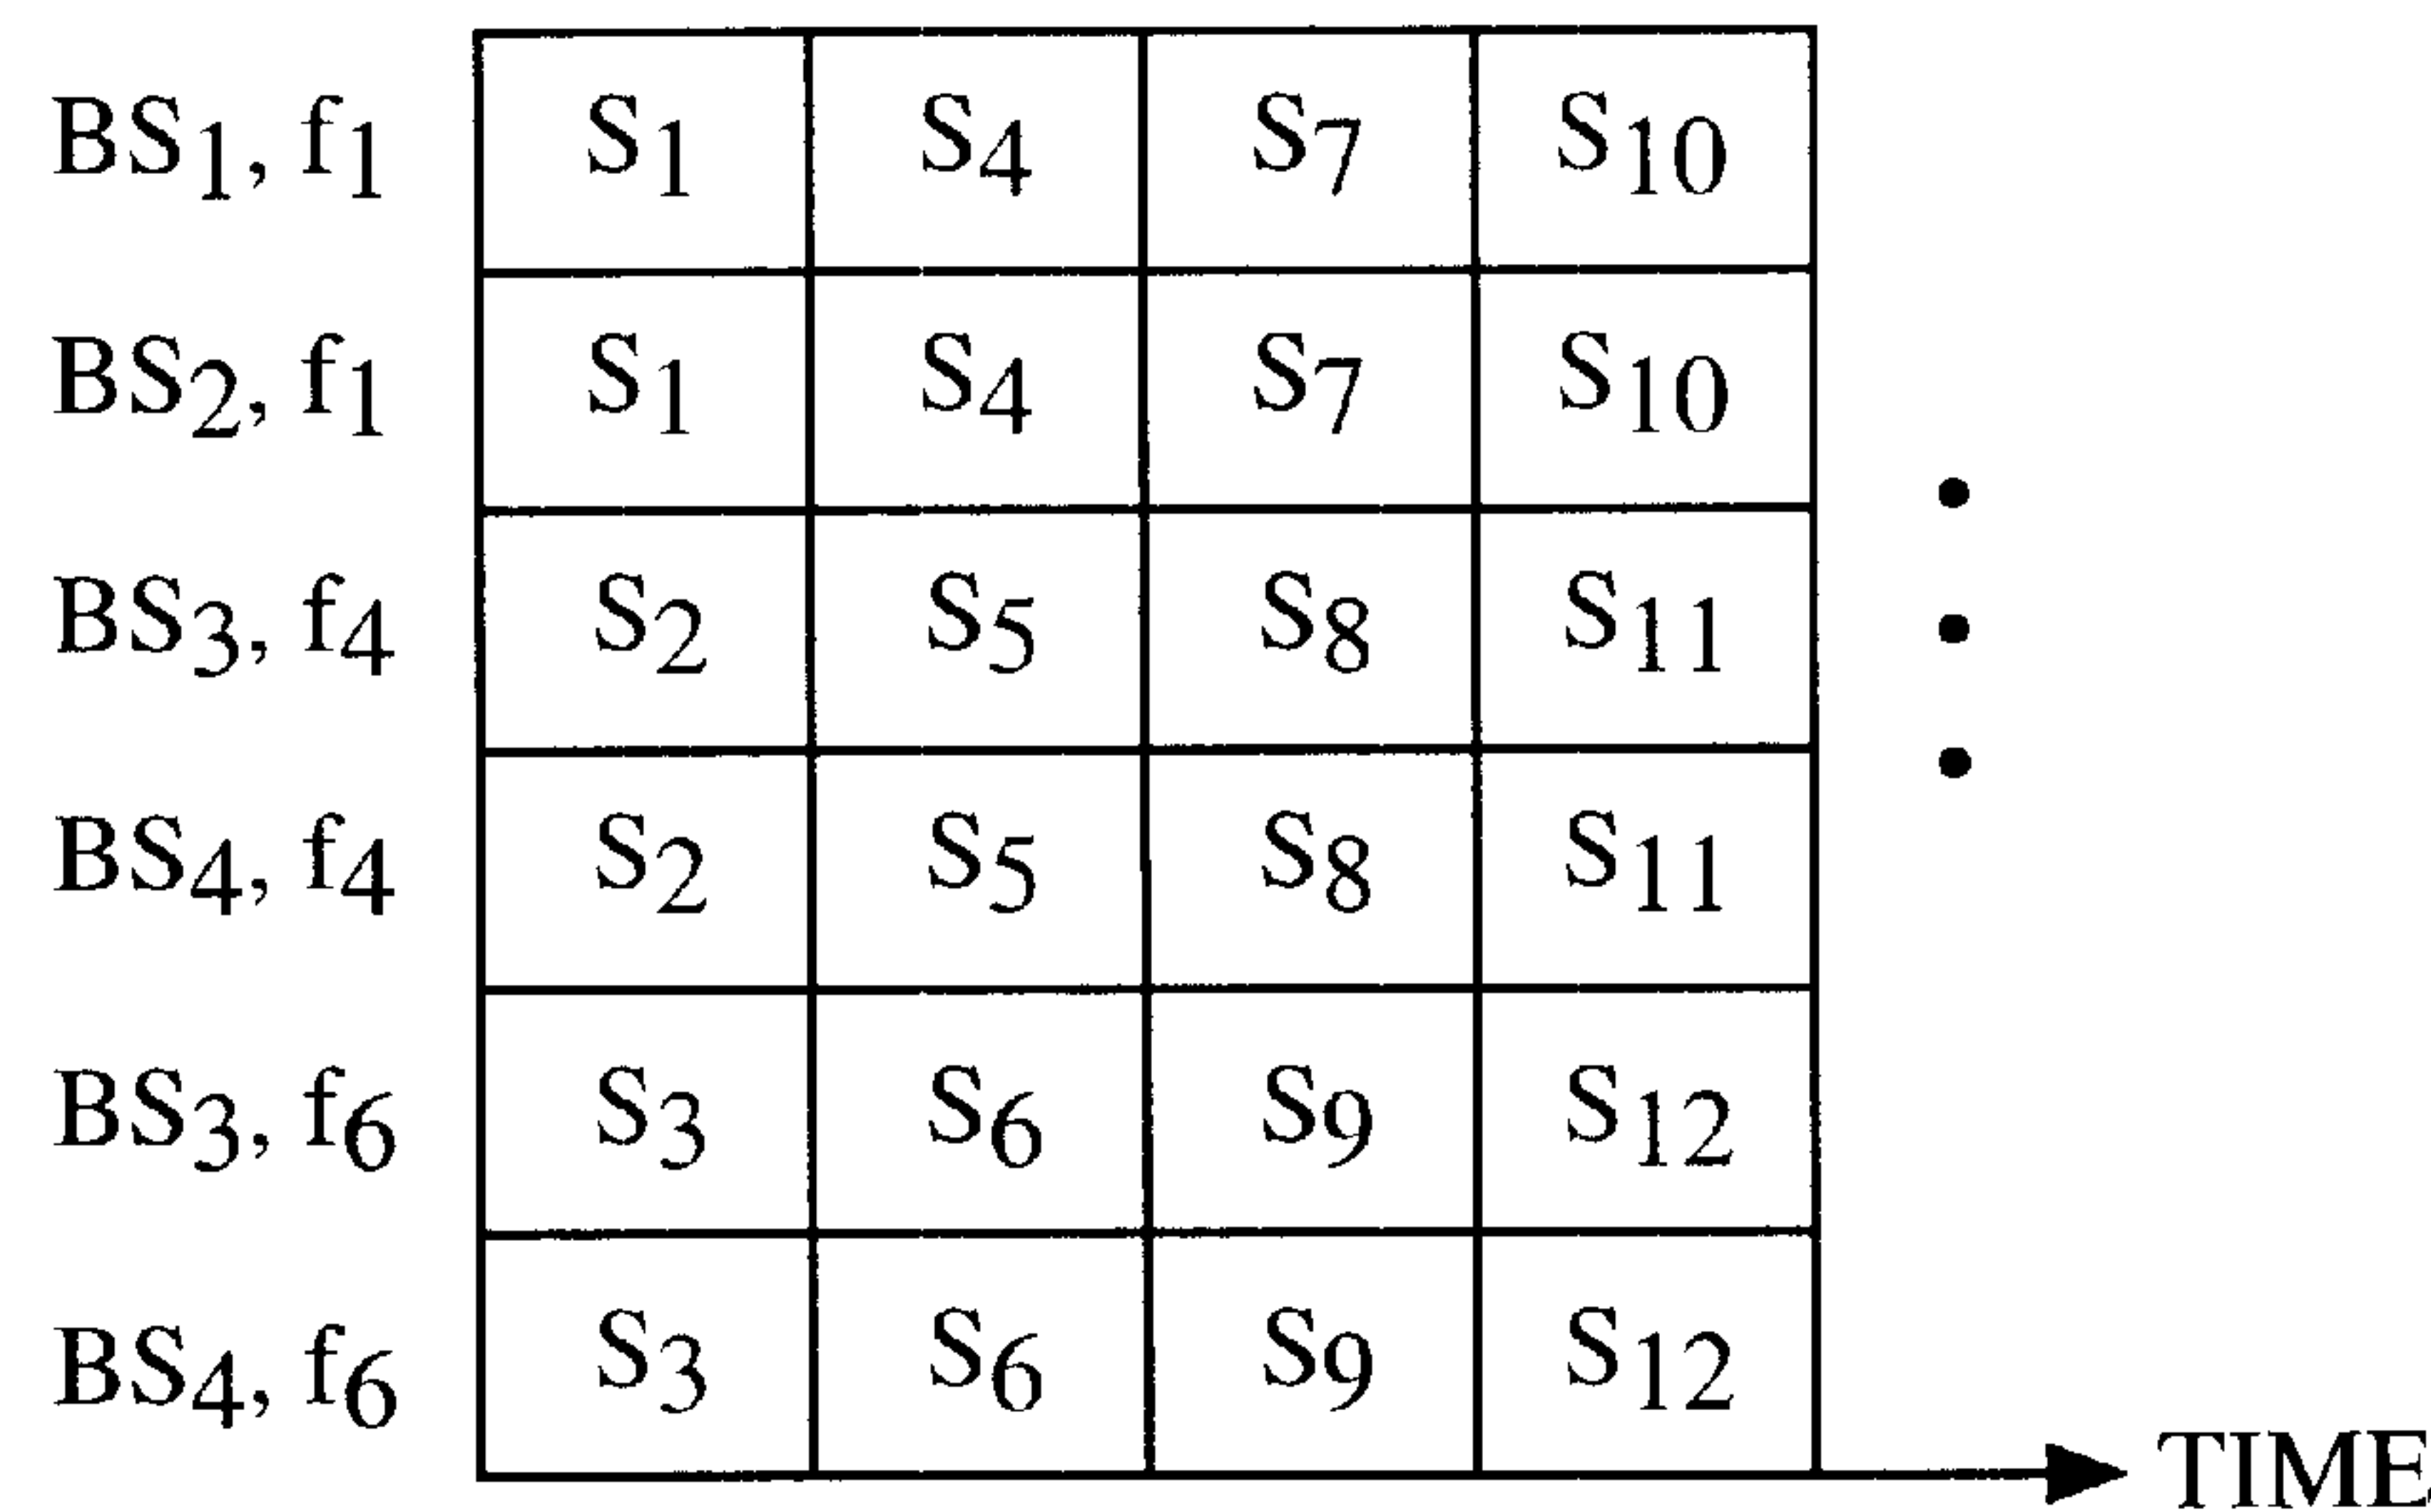 BS₁, f₁ S₁ S₄ S₇ S₁₀
BS₂, f₁ S₁ S₄ S₇ S₁₀
BS₃, f₄ S₂ S₅ S₈ S₁₁
BS₄, f₄ S₂ S₅ S₈ S₁₁
BS₃, f₆ S₃ S₆ S₉ S₁₂
BS₄, f₆ S₃ S₆ S₉ S₁₂
TIME